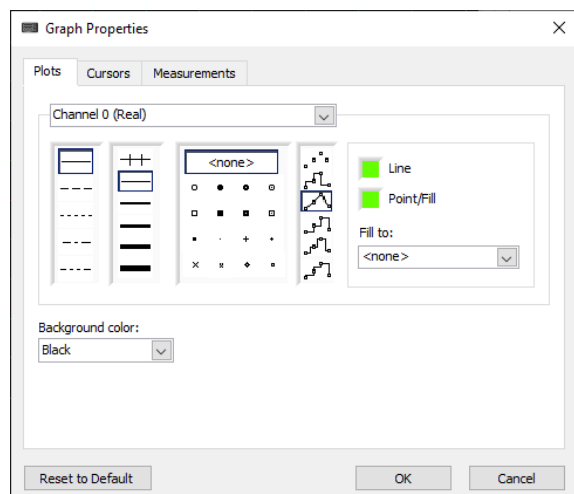 Graph Properties
Plots Cursors Measurements
Channel 0 (Real)
<none>
Line
Point/Fill
Fill to:
<none>
Background color:
Black
Reset to Default OK Cancel